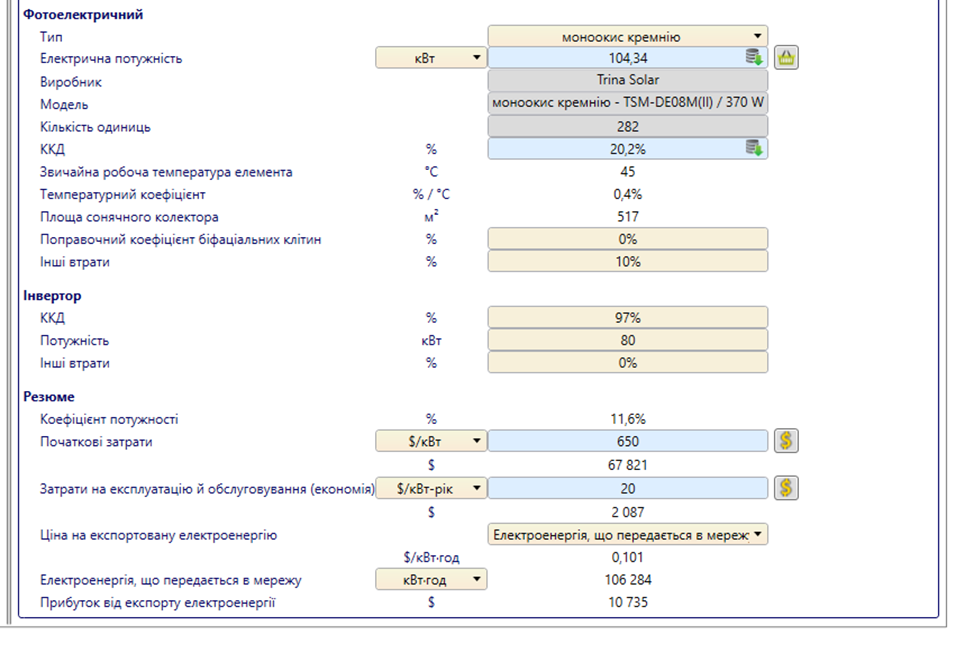 Фотоелектричний
Тип моноокис кремнію
Електрична потужність кВт 104,34
Виробник Trina Solar
Модель моноокис кремнію - TSM-DE08M(II) / 370 W
Кількість одиниць 282
ККД % 20,2%
Звичайна робоча температура елемента °C 45
Температурний коефіцієнт % / °C 0,4%
Площа сонячного колектора м² 517
Поправочний коефіцієнт біфаціальних клітин % 0%
Інші втрати % 10%
Інвертор
ККД % 97%
Потужність кВт 80
Інші втрати % 0%
Резюме
Коефіцієнт потужності % 11,6%
Початкові затрати $/кВт 650 $
$ 67 821
Затрати на експлуатацію й обслуговування (економія) $/кВт-рік 20 $
$ 2 087
Ціна на експортовану електроенергію Електроенергія, що передається в мереж
$/кВт·год 0,101
Електроенергія, що передається в мережу кВт·год 106 284
Прибуток від експорту електроенергії $ 10 735